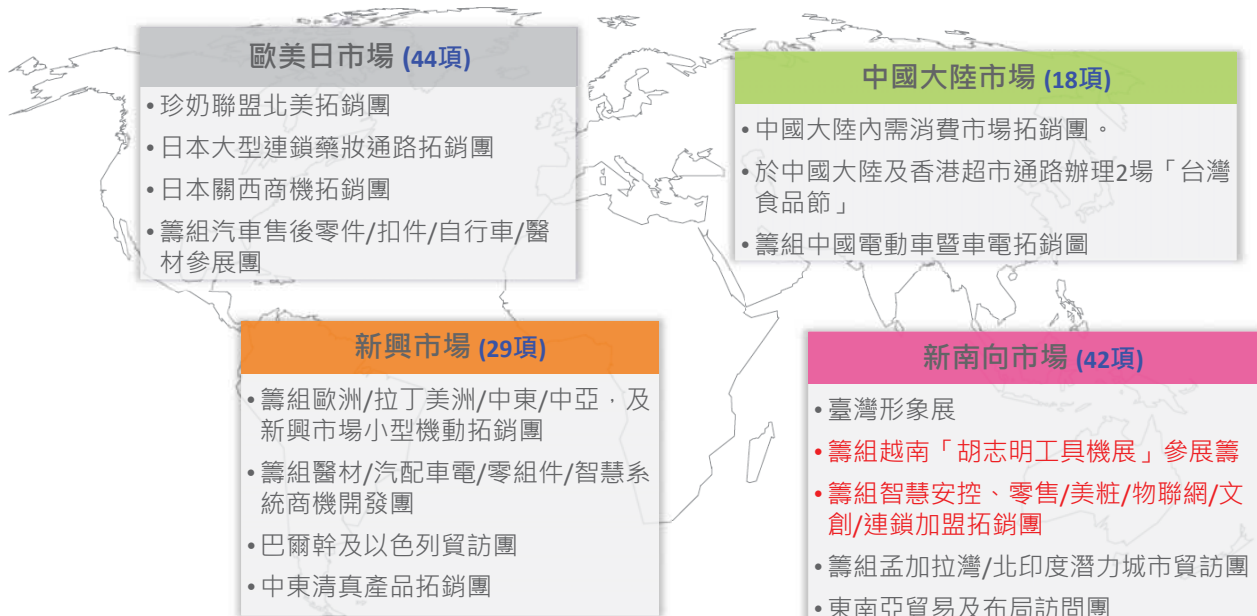 歐美日市場 (44項)
•珍奶聯盟北美拓銷團
•日本大型連鎖藥妝通路拓銷團
•日本關西商機拓銷團
•籌組汽車售後零件/扣件/自行車/醫
材參展團
中國大陸市場 (18項)
•中國大陸內需消費市場拓銷團。
•於中國大陸及香港超市通路辦理2場「台灣
食品節」
•籌組中國電動車暨車電拓銷圖
新興市場 (29項)
•籌組歐洲/拉丁美洲/中東/中亞，及
新興市場小型機動拓銷團
•籌組醫材/汽配車電/零組件/智慧系
統商機開發團
•巴爾幹及以色列貿訪團
•中東清真產品拓銷團
新南向市場 (42項)
•臺灣形象展
•籌組越南「胡志明工具機展」參展籌
•籌組智慧安控、零售/美粧/物聯網/文
創/連鎖加盟拓銷團
•籌組孟加拉灣/北印度潛力城市貿訪團
•東南亞貿易及布局訪問團